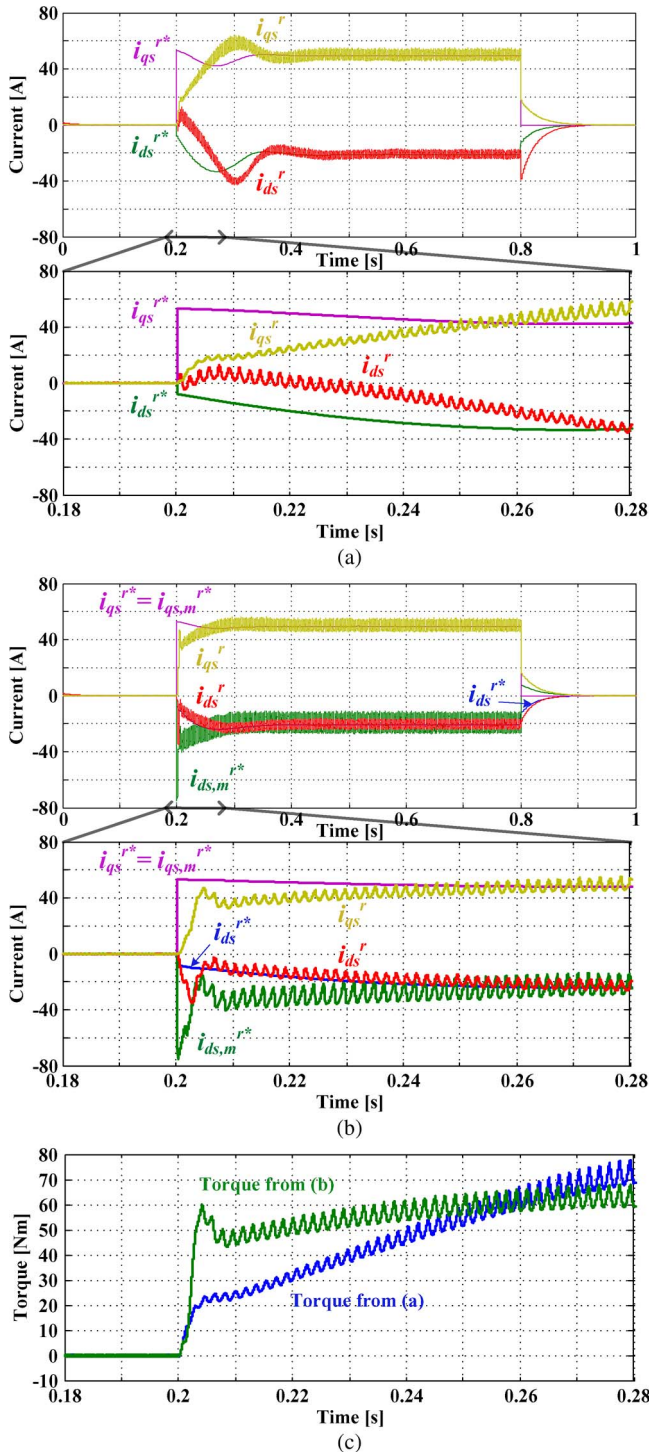 80
40
0
-40
-80
Current [A]
i_qs^r*
i_qs^r
i_ds^r*
i_ds^r
0 0.2 0.4 0.6 0.8 1
Time [s]
80
40
0
-40
-80
Current [A]
i_qs^r*
i_qs^r
i_ds^r
i_ds^r*
0.18 0.2 0.22 0.24 0.26 0.28
Time [s]
(a)
80
40
0
-40
-80
Current [A]
i_qs^r* = i_qs,m^r*
i_qs^r
i_ds^r
i_ds^r*
i_ds,m^r*
0 0.2 0.4 0.6 0.8 1
Time [s]
80
40
0
-40
-80
Current [A]
i_qs^r* = i_qs,m^r*
i_qs^r
i_ds^r*
i_ds^r
i_ds,m^r*
0.18 0.2 0.22 0.24 0.26 0.28
Time [s]
(b)
80
70
60
50
40
30
20
10
0
-10
Torque [Nm]
Torque from (b)
Torque from (a)
0.18 0.2 0.22 0.24 0.26 0.28
Time [s]
(c)